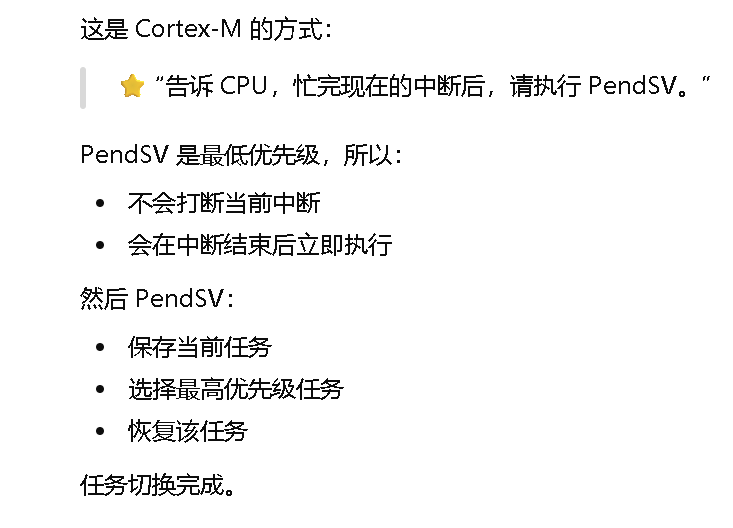 这是 Cortex-M 的方式：
⭐ “告诉 CPU，忙完现在的中断后，请执行 PendSV。”
PendSV 是最低优先级，所以：
• 不会打断当前中断
• 会在中断结束后立即执行
然后 PendSV：
• 保存当前任务
• 选择最高优先级任务
• 恢复该任务
任务切换完成。